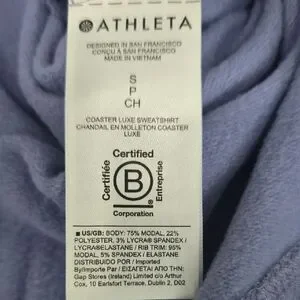 ATHLETA
DESIGNED IN SAN FRANCISCO
CONÇU À SAN FRANCISCO
MADE IN VIETNAM
S
P
CH
COASTER LUXE SWEATSHIRT
CHANDAIL EN MOLLETON COASTER
LUXE
Certified
Certifiée
B
Entreprise
Corporation
■ US/GB: BODY: 75% MODAL, 22%
POLYESTER, 3% LYCRA® SPANDEX /
LYCRA®ELASTANE / RIB TRIM: 95%
MODAL, 5% SPANDEX / ELASTANE
DISTRIBUTED FOR / Imported
By/Importé Par / ΕΙΣΑΓΕΤΑΙ ΑΠΟ ΤΗΝ:
Gap Stores (Ireland) Limited c/o Arthur
Cox, 10 Earlsfort Terrace, Dublin 2, D02